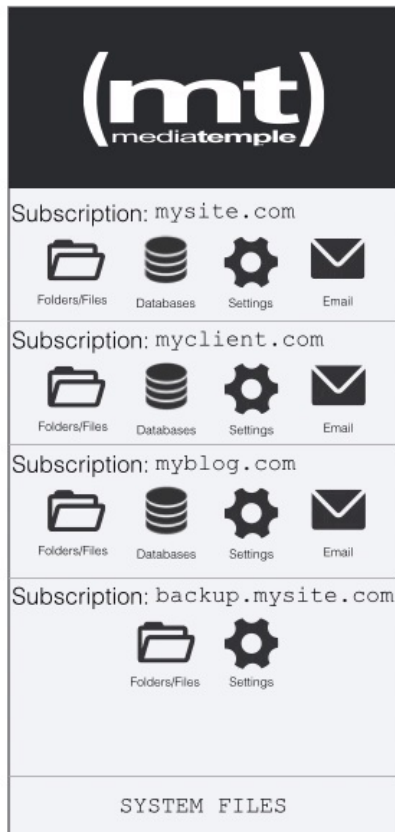 (mt)
mediatemple
Subscription: mysite.com
Folders/Files Databases Settings Email
Subscription: myclient.com
Folders/Files Databases Settings Email
Subscription: myblog.com
Folders/Files Databases Settings Email
Subscription: backup.mysite.com
Folders/Files Settings
SYSTEM FILES